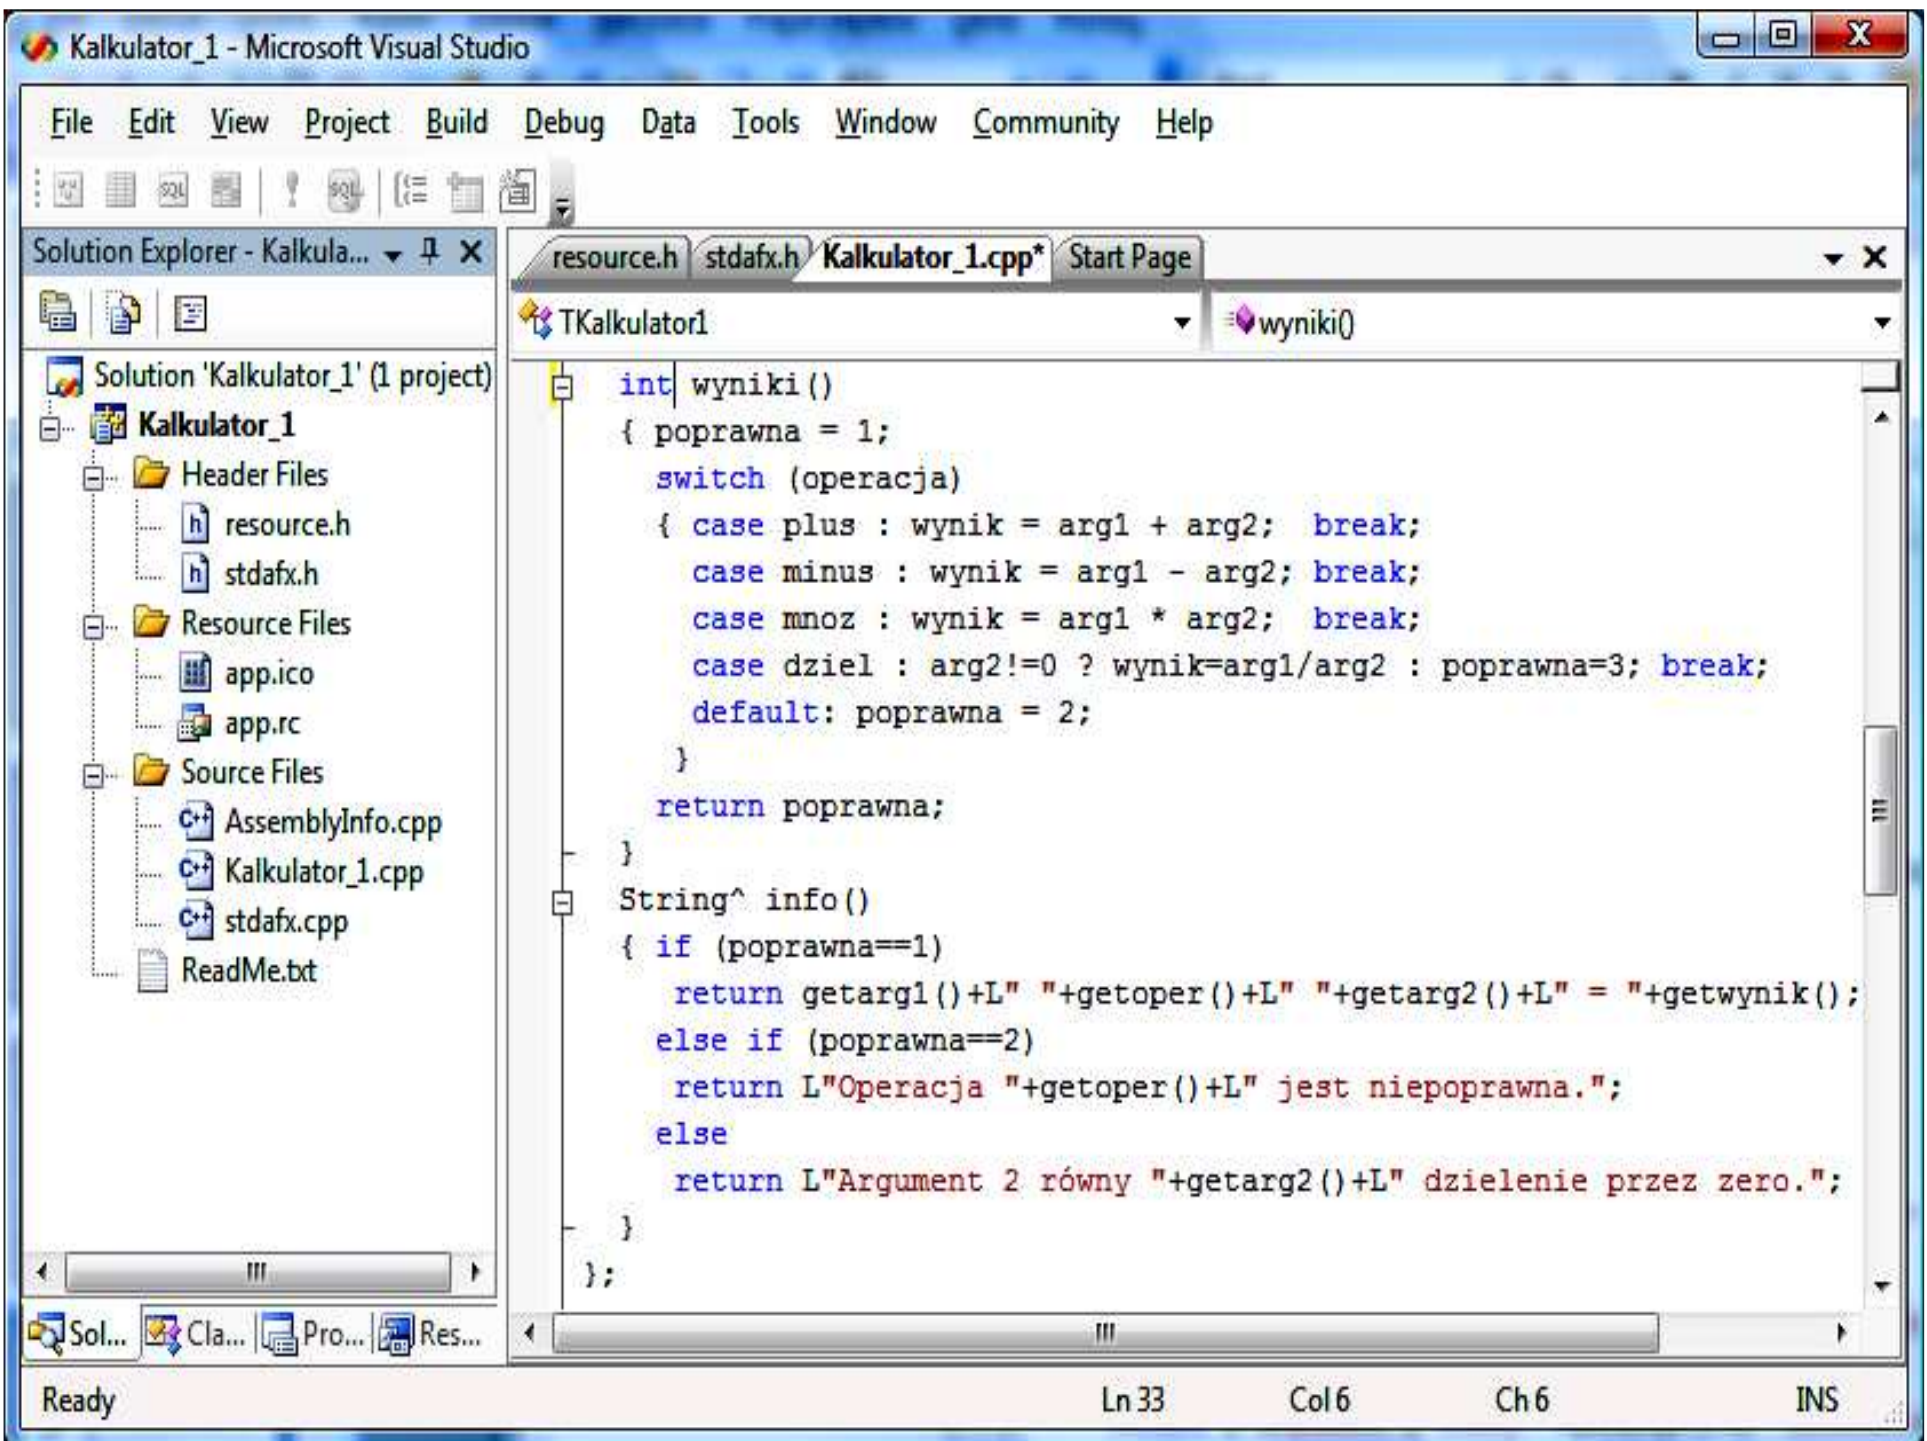 Kalkulator_1 - Microsoft Visual Studio
File Edit View Project Build Debug Data Tools Window Community Help
Solution Explorer - Kalkula...
Solution 'Kalkulator_1' (1 project)
Kalkulator_1
Header Files
resource.h
stdafx.h
Resource Files
app.ico
app.rc
Source Files
AssemblyInfo.cpp
Kalkulator_1.cpp
stdafx.cpp
ReadMe.txt
Sol... Cla... Pro... Res...
resource.h stdafx.h Kalkulator_1.cpp* Start Page
TKalkulator1 wyniki()
int wyniki()
{ poprawna = 1;
switch (operacja)
{ case plus : wynik = arg1 + arg2; break;
case minus : wynik = arg1 - arg2; break;
case mnoz : wynik = arg1 * arg2; break;
case dziel : arg2!=0 ? wynik=arg1/arg2 : poprawna=3; break;
default: poprawna = 2;
}
return poprawna;
}
String^ info()
{ if (poprawna==1)
return getarg1()+L" "+getoper()+L" "+getarg2()+L" = "+getwynik();
else if (poprawna==2)
return L"Operacja "+getoper()+L" jest niepoprawna.";
else
return L"Argument 2 równy "+getarg2()+L" dzielenie przez zero.";
}
};
Ready Ln 33 Col 6 Ch 6 INS